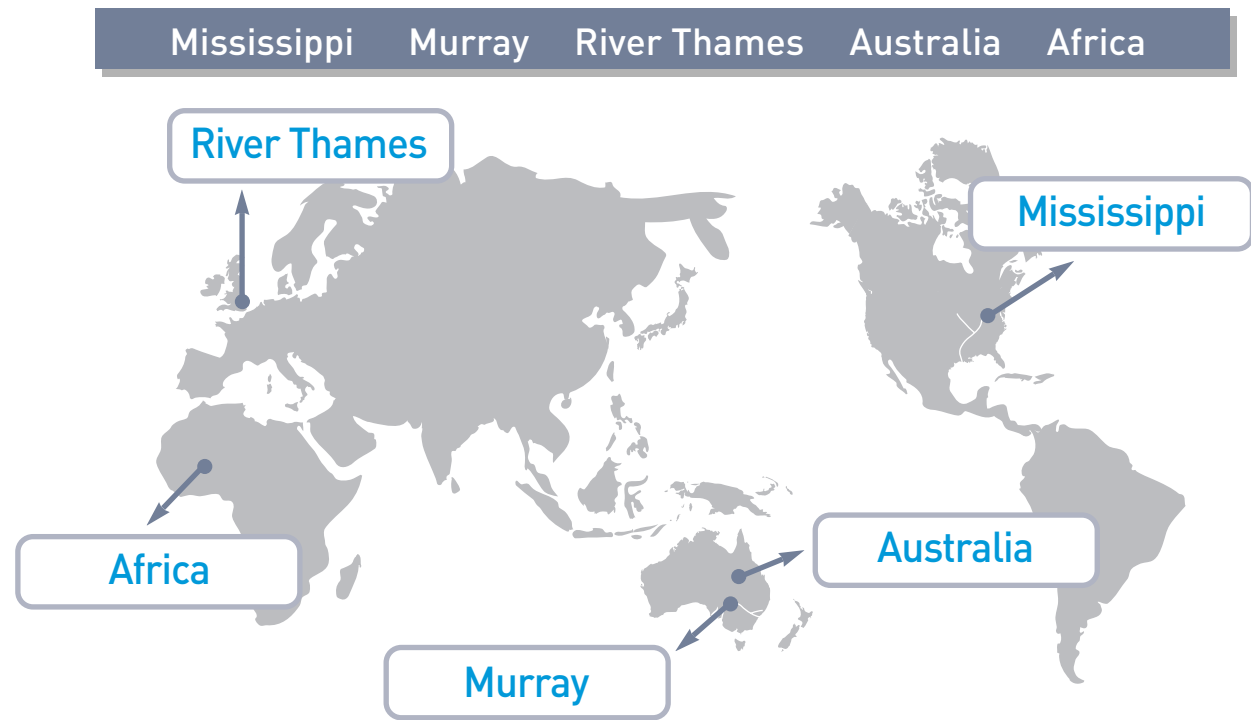 Mississippi Murray River Thames Australia Africa
River Thames
Mississippi
Africa
Australia
Murray